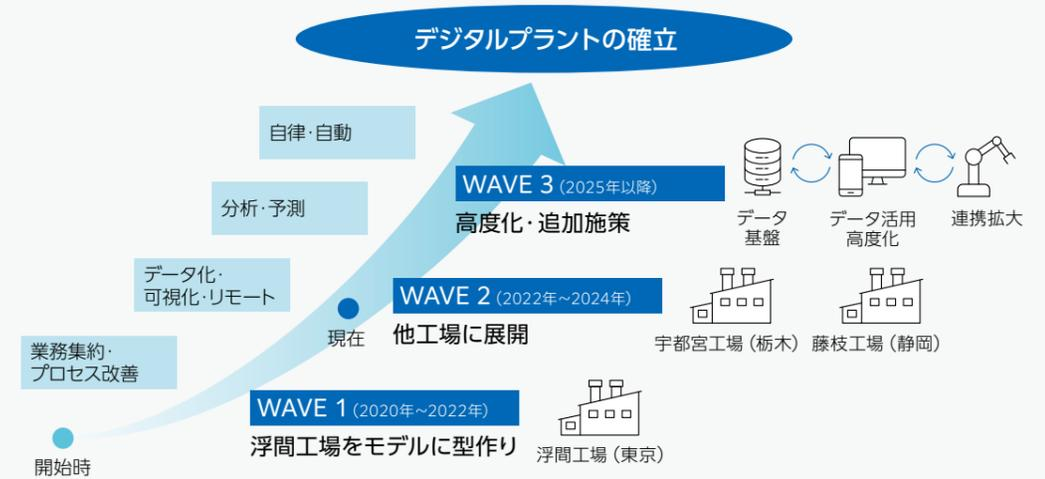 デジタルプラントの確立
自律・自動
分析・予測
データ化・
可視化・リモート
業務集約・
プロセス改善
開始時
現在
WAVE 3（2025年以降）
高度化・追加施策
データ
基盤
データ活用
高度化
連携拡大
WAVE 2（2022年~2024年）
他工場に展開
宇都宮工場（栃木）
藤枝工場（静岡）
WAVE 1（2020年~2022年）
浮間工場をモデルに型作り
浮間工場（東京）